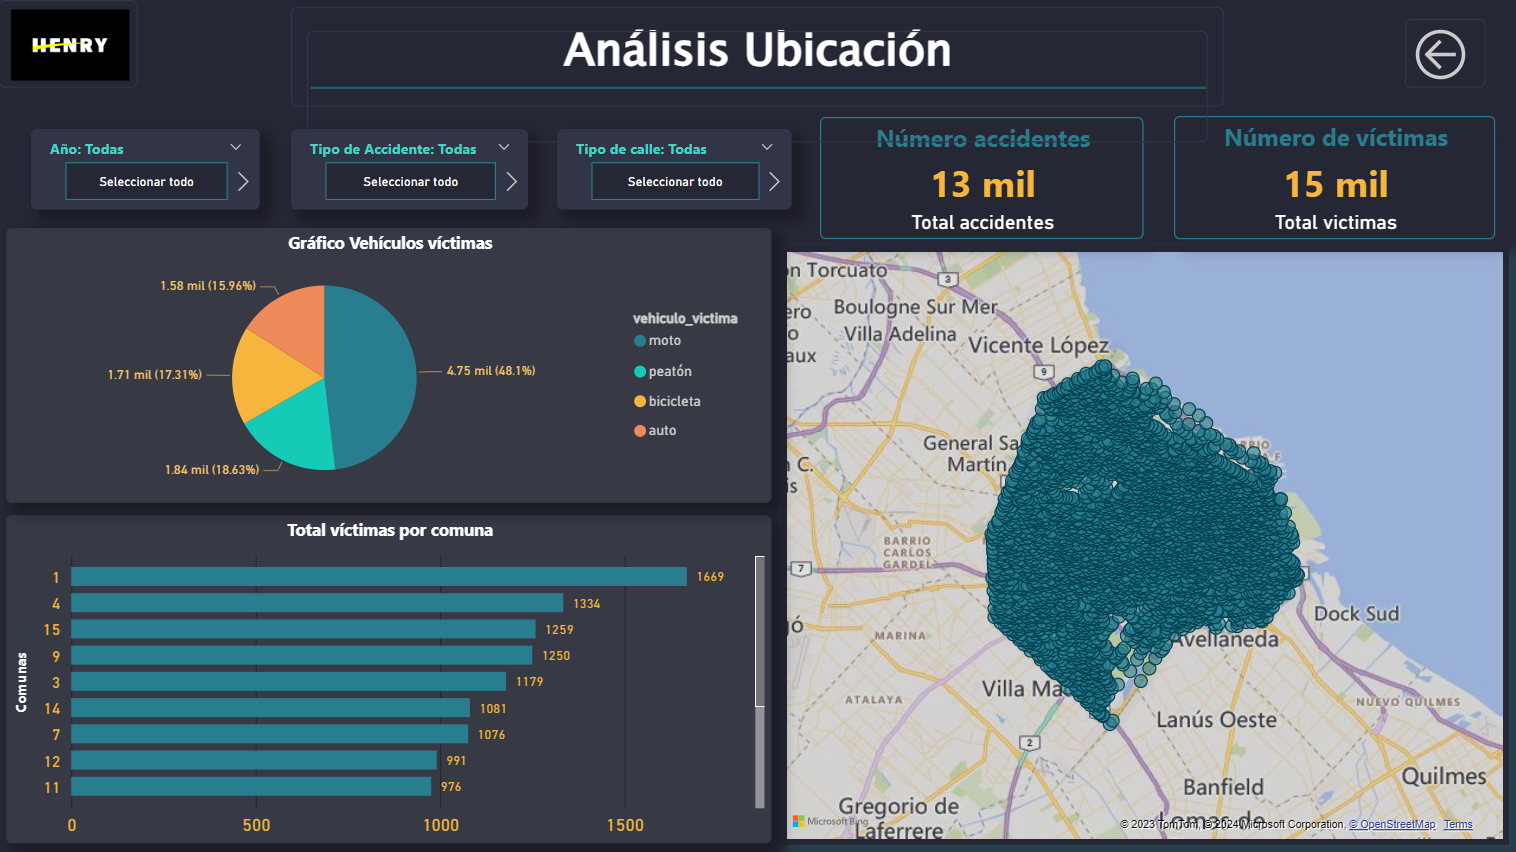 HENRY
Análisis Ubicación
Año: Todas
Seleccionar todo
Tipo de Accidente: Todas
Seleccionar todo
Tipo de calle: Todas
Seleccionar todo
Número accidentes
13 mil
Total accidentes
Número de víctimas
15 mil
Total victimas
Gráfico Vehículos víctimas
1.58 mil (15.96%)
1.71 mil (17.31%)
4.75 mil (48.1%)
1.84 mil (18.63%)
vehiculo_victima
moto
peatón
bicicleta
auto
Total víctimas por comuna
Comunas
1 1669
4 1334
15 1259
9 1250
3 1179
14 1081
7 1076
12 991
11 976
0 500 1000 1500
n Torcuato
3
Boulogne Sur Mer
ero
Villa Adelina
o
aux
Vicente López
9
General Sa
Martín
C.
is
BARRIO
CARLOS
GARDEL
7
Dock Sud
MARINA
Avellaneda
ATALAYA
Villa Ma
NUEVO QUILMES
Lanús Oeste
2
Quilmes
Banfield
Gregorio de
Laferrere
Lomas de
Microsoft Bing
© 2023 TomTom, © 2024 Microsoft Corporation, © OpenStreetMap Terms